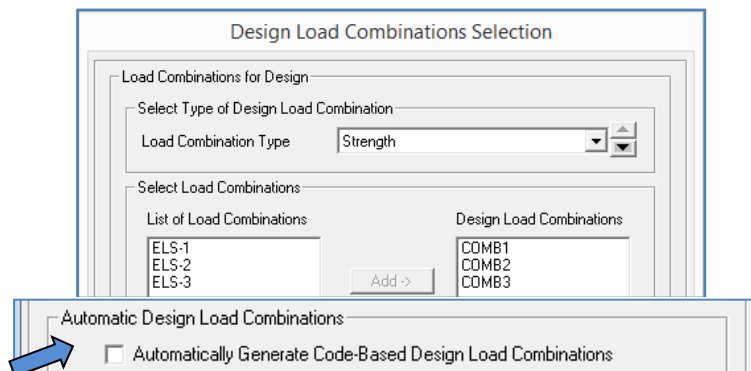 Design Load Combinations Selection
Load Combinations for Design
Select Type of Design Load Combination
Load Combination Type Strength
Select Load Combinations
List of Load Combinations Design Load Combinations
ELS-1 COMB1
ELS-2 COMB2
ELS-3 Add -> COMB3
Automatic Design Load Combinations
Automatically Generate Code-Based Design Load Combinations